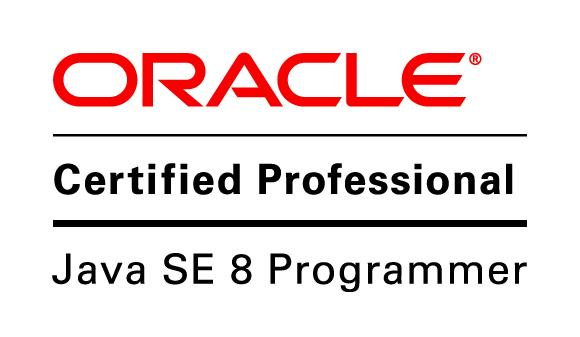 ORACLE®
Certified Professional
Java SE 8 Programmer